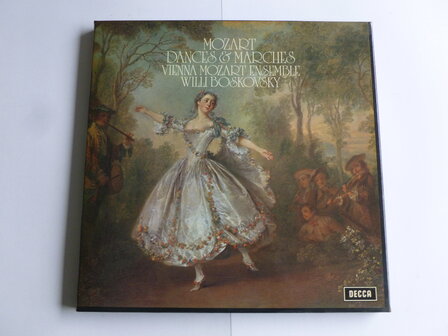 MOZART
DANCES & MARCHES
VIENNA MOZART ENSEMBLE
WILLI BOSKOVSKY
DECCA